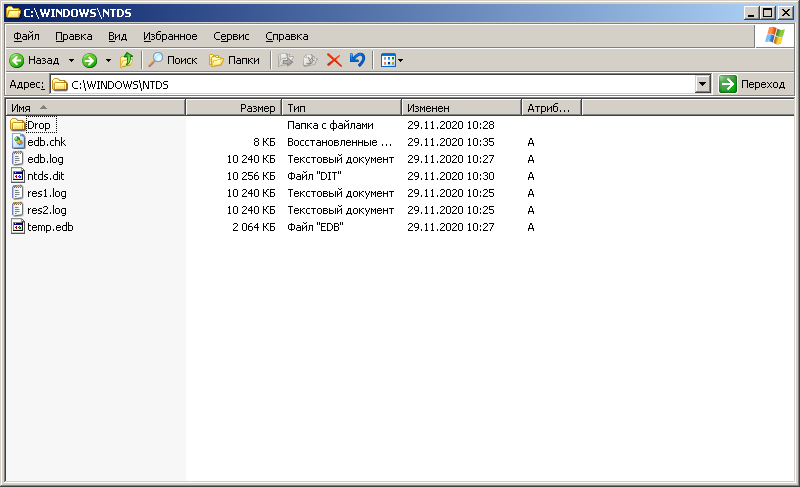 C:\WINDOWS\NTDS
Файл Правка Вид Избранное Сервис Справка
Назад Поиск Папки
Адрес: C:\WINDOWS\NTDS Переход
Имя Размер Тип Изменен Атриб...
Drop Папка с файлами 29.11.2020 10:28
edb.chk 8 КБ Восстановленные ... 29.11.2020 10:35 A
edb.log 10 240 КБ Текстовый документ 29.11.2020 10:27 A
ntds.dit 10 256 КБ Файл "DIT" 29.11.2020 10:30 A
res1.log 10 240 КБ Текстовый документ 29.11.2020 10:25 A
res2.log 10 240 КБ Текстовый документ 29.11.2020 10:25 A
temp.edb 2 064 КБ Файл "EDB" 29.11.2020 10:27 A